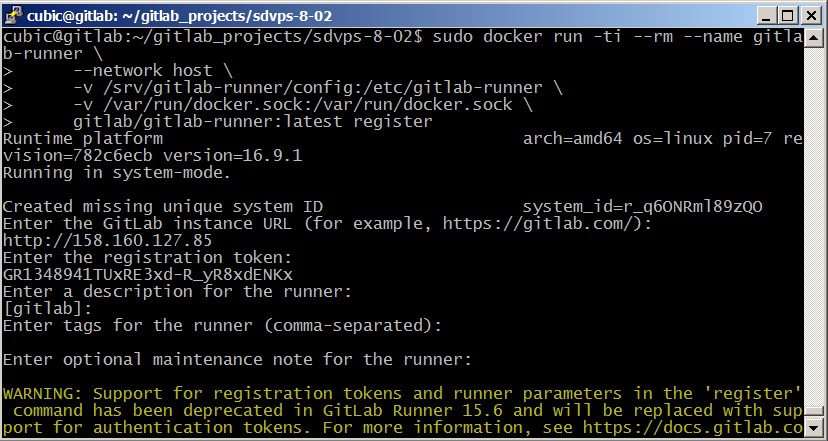 cubic@gitlab: ~/gitlab_projects/sdvps-8-02
cubic@gitlab:~/gitlab_projects/sdvps-8-02$ sudo docker run -ti --rm --name gitla
b-runner \
>      --network host \
>      -v /srv/gitlab-runner/config:/etc/gitlab-runner \
>      -v /var/run/docker.sock:/var/run/docker.sock \
>      gitlab/gitlab-runner:latest register
Runtime platform                                    arch=amd64 os=linux pid=7 re
vision=782c6ecb version=16.9.1
Running in system-mode.
Created missing unique system ID                    system_id=r_q6ONRml89zQO
Enter the GitLab instance URL (for example, https://gitlab.com/):
http://158.160.127.85
Enter the registration token:
GR1348941TUxRE3xd-R_yR8xdENKx
Enter a description for the runner:
[gitlab]:
Enter tags for the runner (comma-separated):
Enter optional maintenance note for the runner:
WARNING: Support for registration tokens and runner parameters in the 'register'
 command has been deprecated in GitLab Runner 15.6 and will be replaced with sup
port for authentication tokens. For more information, see https://docs.gitlab.co